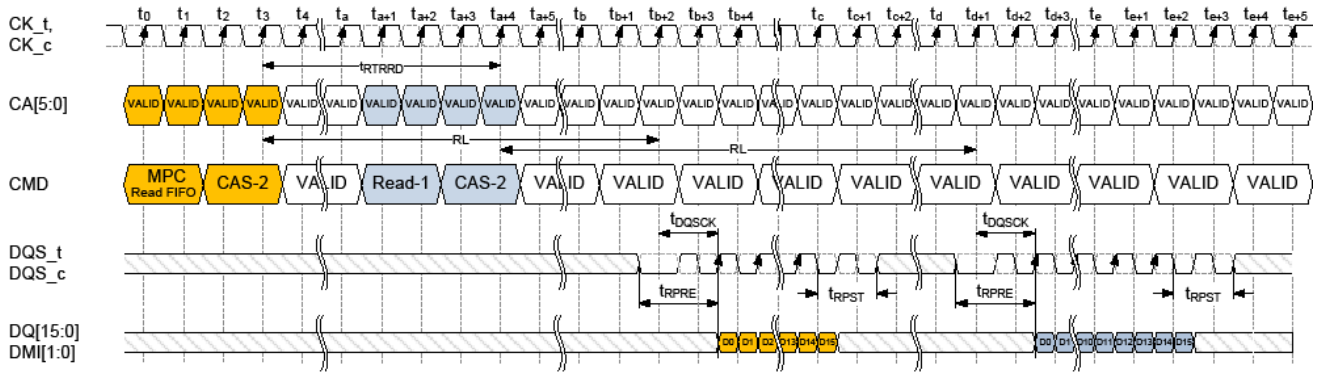 t0 t1 t2 t3 t4 ta ta+1 ta+2 ta+3 ta+4 ta+5 tb tb+1 tb+2 tb+3 tb+4 tc tc+1 tc+2 td td+1 td+2 td+3 te te+1 te+2 te+3 te+4 te+5
CK_t,
CK_c
tRTRRD
CA[5:0] VALID VALID VALID VALID VALID VALID VALID VALID VALID VALID VALID VALID VALID VALID VALID VALID VALID VALID VALID VALID VALID VALID VALID VALID VALID VALID VALID VALID VALID VALID
RL
RL
CMD MPC Read FIFO CAS-2 VALID Read-1 CAS-2 VALID VALID VALID VALID VALID VALID VALID VALID VALID VALID
tDQSCK tDQSCK
DQS_t
DQS_c
tRPRE tRPST tRPRE tRPST
DQ[15:0]
DMI[1:0]
D0 D1 D2 D13 D14 D15 D0 D1 D10 D11 D12 D13 D14 D15